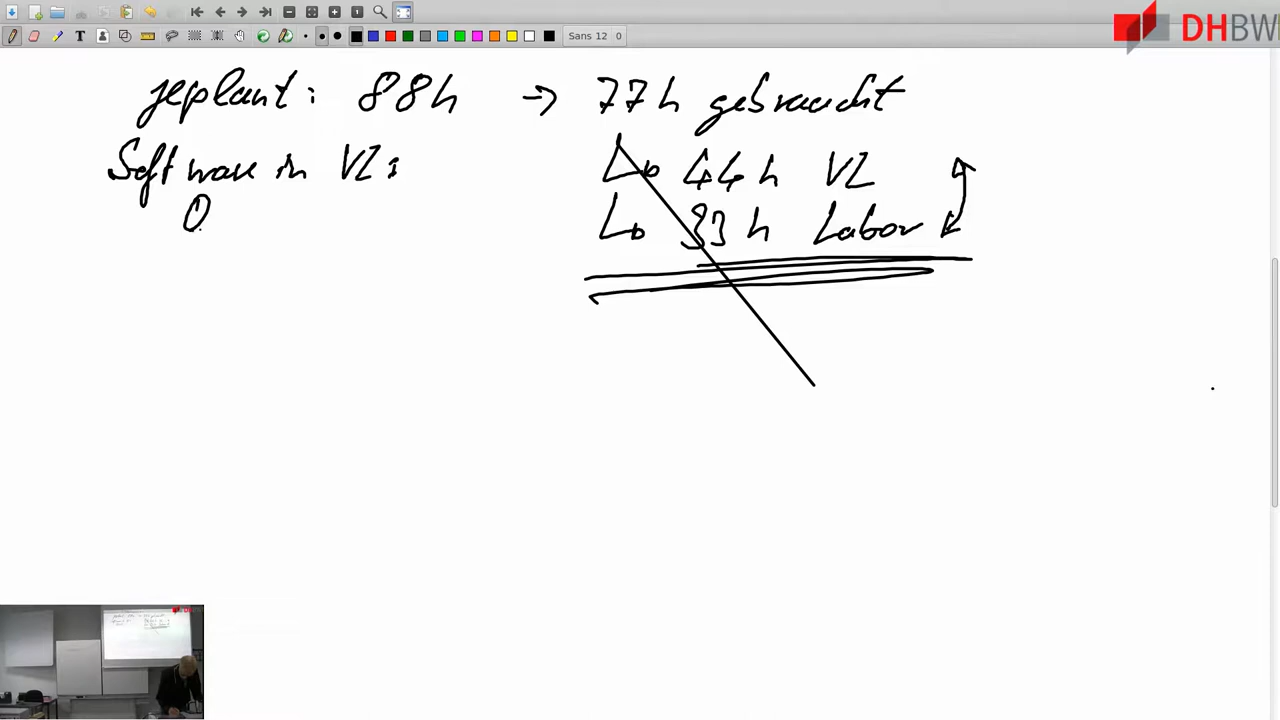 Sans 12 0
DHBW
geplant: 88h → 77h gebraucht
Software in VZ: 44h VZ
0 33h Labor